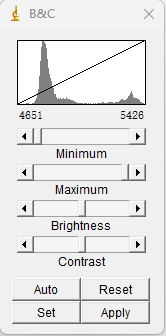 B&C
4651 5426
Minimum
Maximum
Brightness
Contrast
Auto Reset
Set Apply